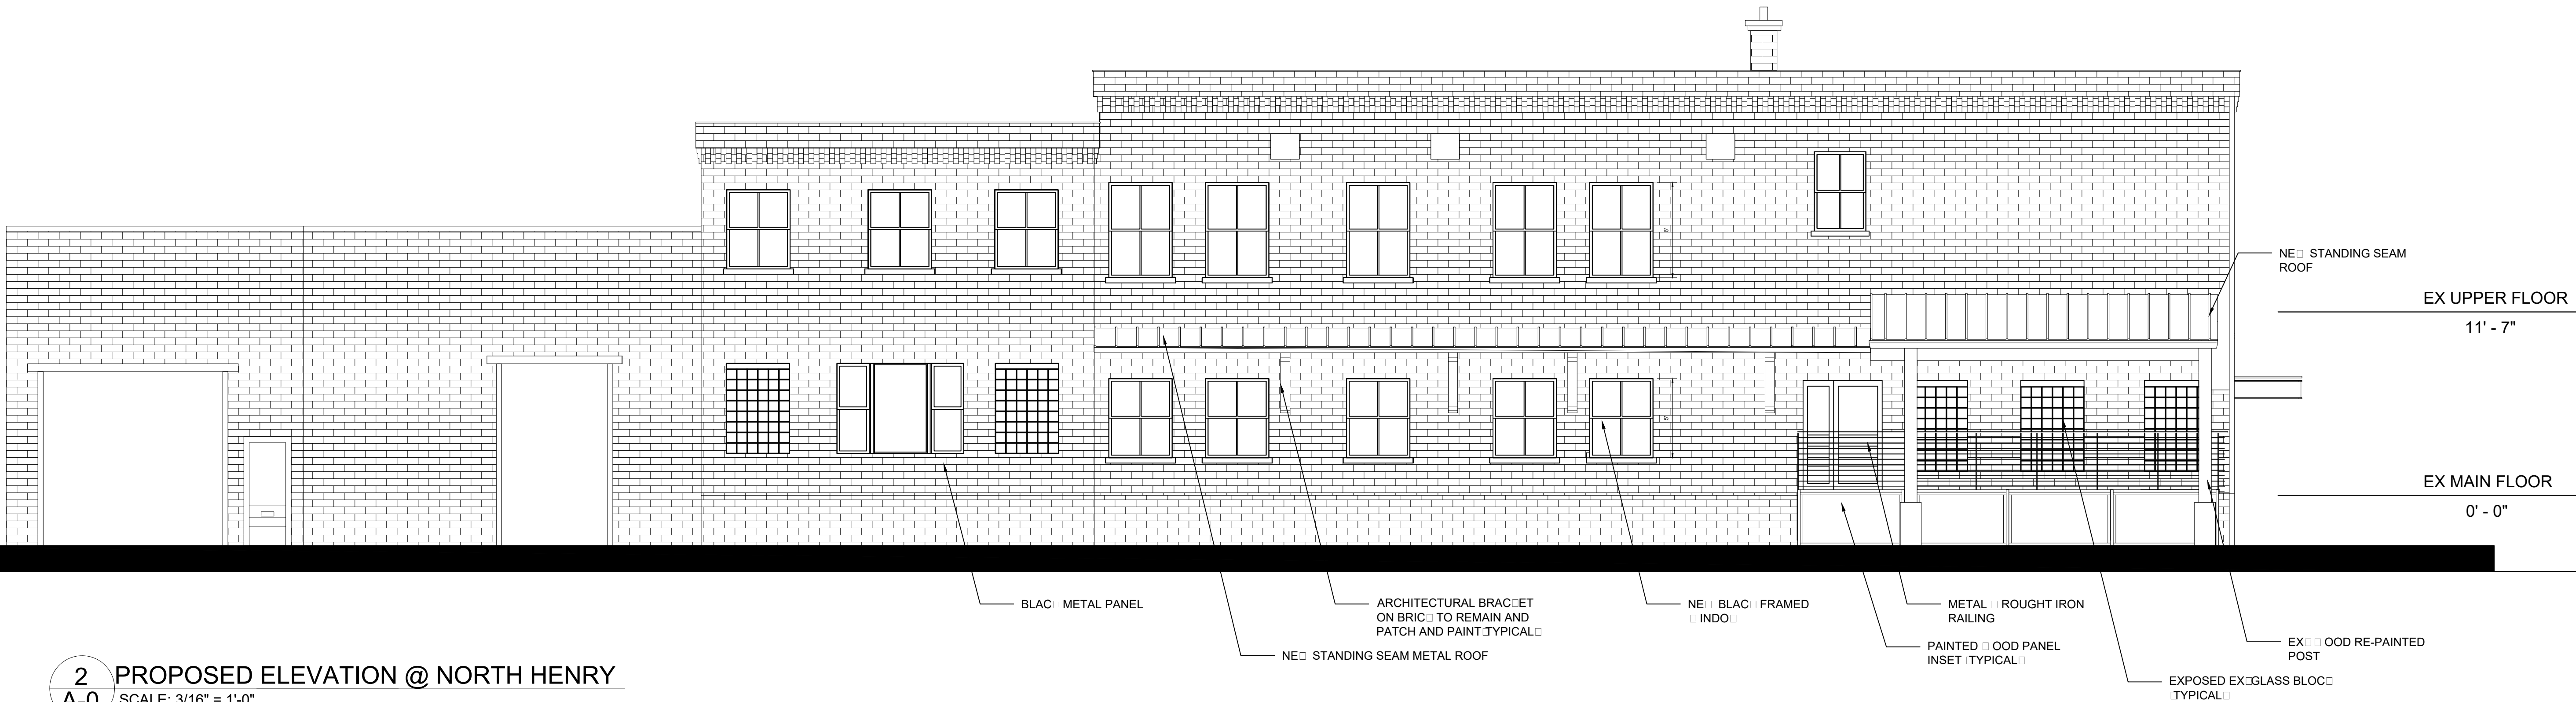 NE□ STANDING SEAM
ROOF
EX UPPER FLOOR
11' - 7"
6'
5'
EX MAIN FLOOR
0' - 0"
BLAC□ METAL PANEL
ARCHITECTURAL BRAC□ET
ON BRIC□ TO REMAIN AND
PATCH AND PAINT □TYPICAL□
NE□ STANDING SEAM METAL ROOF
NE□ BLAC□ FRAMED
□INDO□
METAL □ROUGHT IRON
RAILING
PAINTED □OOD PANEL
INSET □TYPICAL□
EX□ □OOD RE-PAINTED
POST
EXPOSED EX□GLASS BLOC□
□TYPICAL□
2
A-0
PROPOSED ELEVATION @ NORTH HENRY
SCALE: 3/16" = 1'-0"